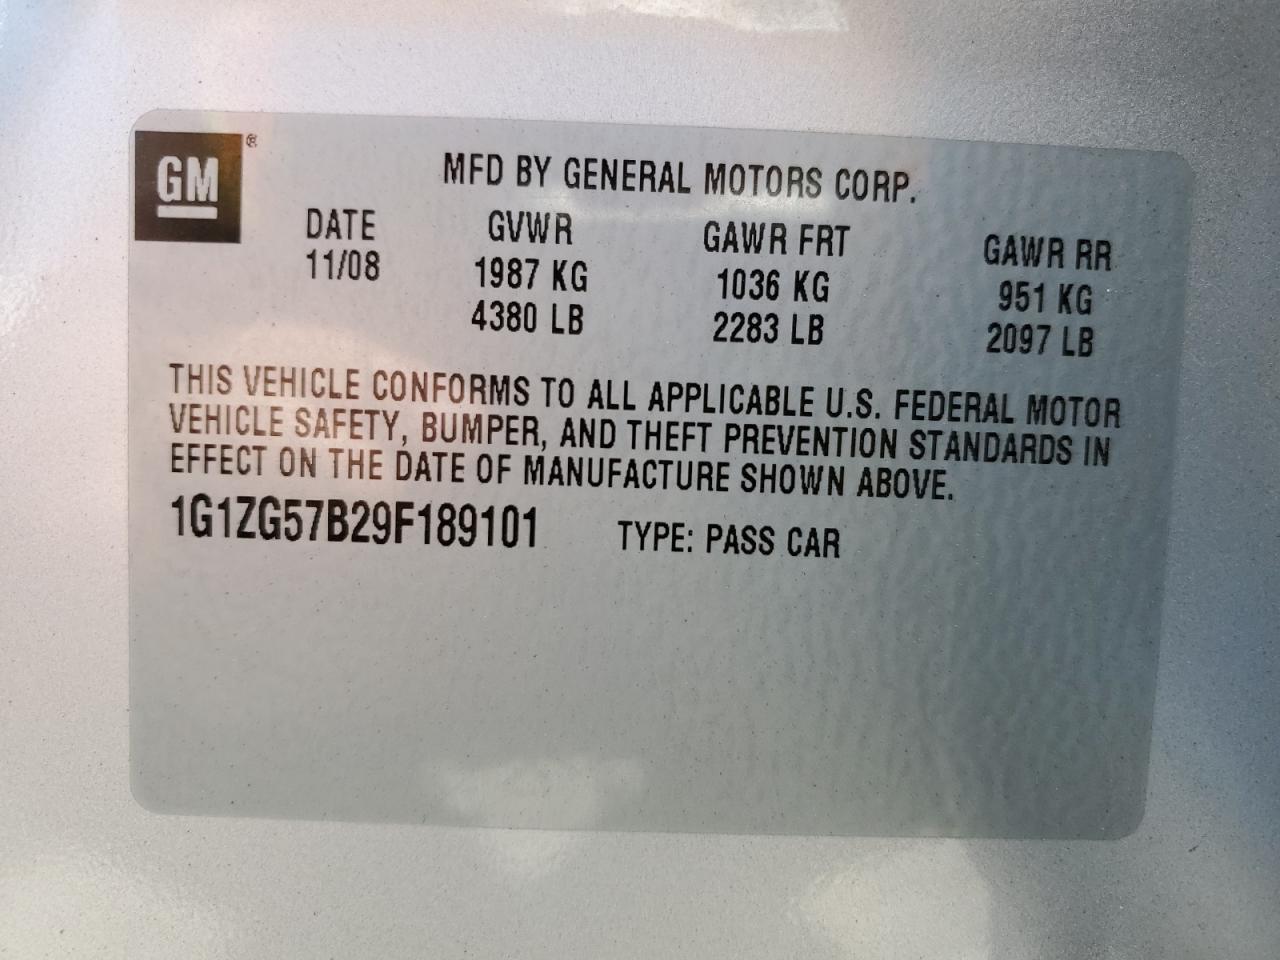 GM®
MFD BY GENERAL MOTORS CORP.
DATE GVWR GAWR FRT GAWR RR
11/08 1987 KG 1036 KG 951 KG
4380 LB 2283 LB 2097 LB
THIS VEHICLE CONFORMS TO ALL APPLICABLE U.S. FEDERAL MOTOR
VEHICLE SAFETY, BUMPER, AND THEFT PREVENTION STANDARDS IN
EFFECT ON THE DATE OF MANUFACTURE SHOWN ABOVE.
1G1ZG57B29F189101 TYPE: PASS CAR